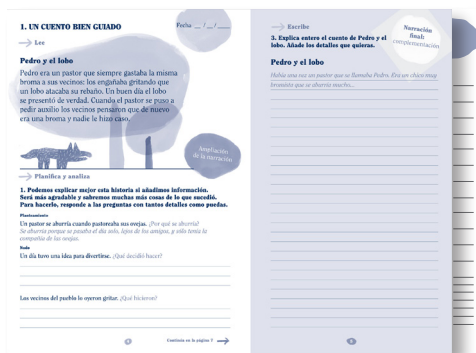 1. UN CUENTO BIEN GUIADO
Fecha __ / __ / __
Lee
Pedro y el lobo
Pedro era un pastor que siempre gastaba la misma
broma a sus vecinos: los engañaba gritando que
un lobo atacaba su rebaño. Un buen día el lobo
se presentó de verdad. Cuando el pastor se puso a
pedir auxilio los vecinos pensaron que de nuevo
era una broma y nadie le hizo caso.
Ampliación
de la narración
Planifica y analiza
1. Podemos explicar mejor esta historia si añadimos información.
Será más agradable y sabremos muchas más cosas de lo que sucedió.
Para hacerlo, responde a las preguntas con tantos detalles como puedas.
Planteamiento
Un pastor se aburría cuando pastoreaba sus ovejas. ¿Por qué se aburría?
Se aburría porque se pasaba el día solo, lejos de los amigos, y sólo tenía la
compañía de las ovejas.
Nudo
Un día tuvo una idea para divertirse. ¿Qué decidió hacer?
Los vecinos del pueblo lo oyeron gritar. ¿Qué hicieron?
Continúa en la página
Escribe
3. Explica entero el cuento de Pedro y el
lobo. Añade los detalles que quieras.
Narración
final:
complementación
Pedro y el lobo
Había una vez un pastor que se llamaba Pedro. Era un chico muy
bromista que se aburría mucho...